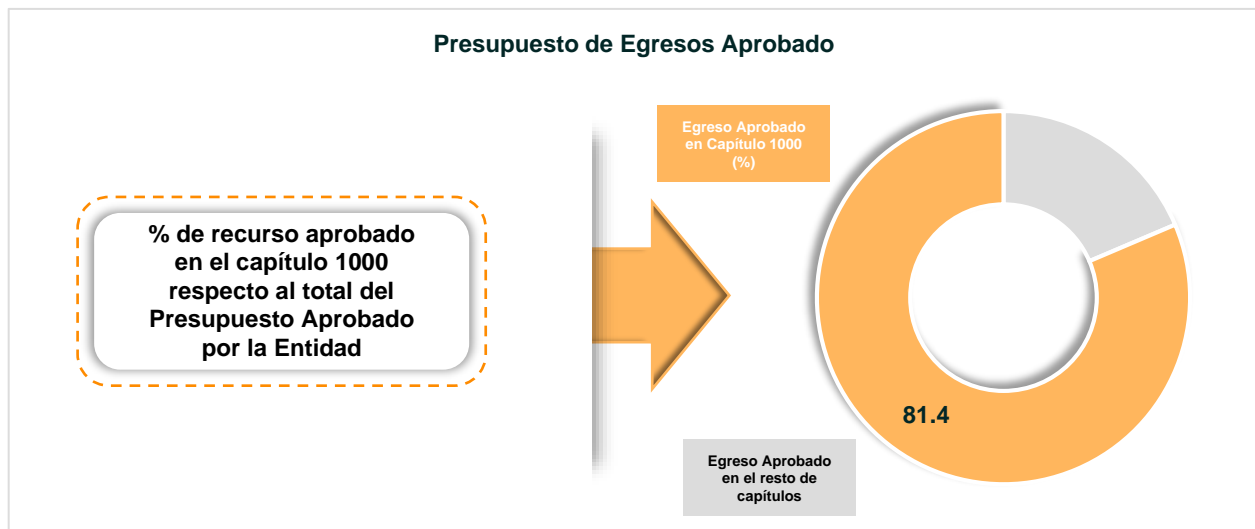 Presupuesto de Egresos Aprobado
Egreso Aprobado
en Capítulo 1000
(%)
% de recurso aprobado
en el capítulo 1000
respecto al total del
Presupuesto Aprobado
por la Entidad
81.4
Egreso Aprobado
en el resto de
capítulos